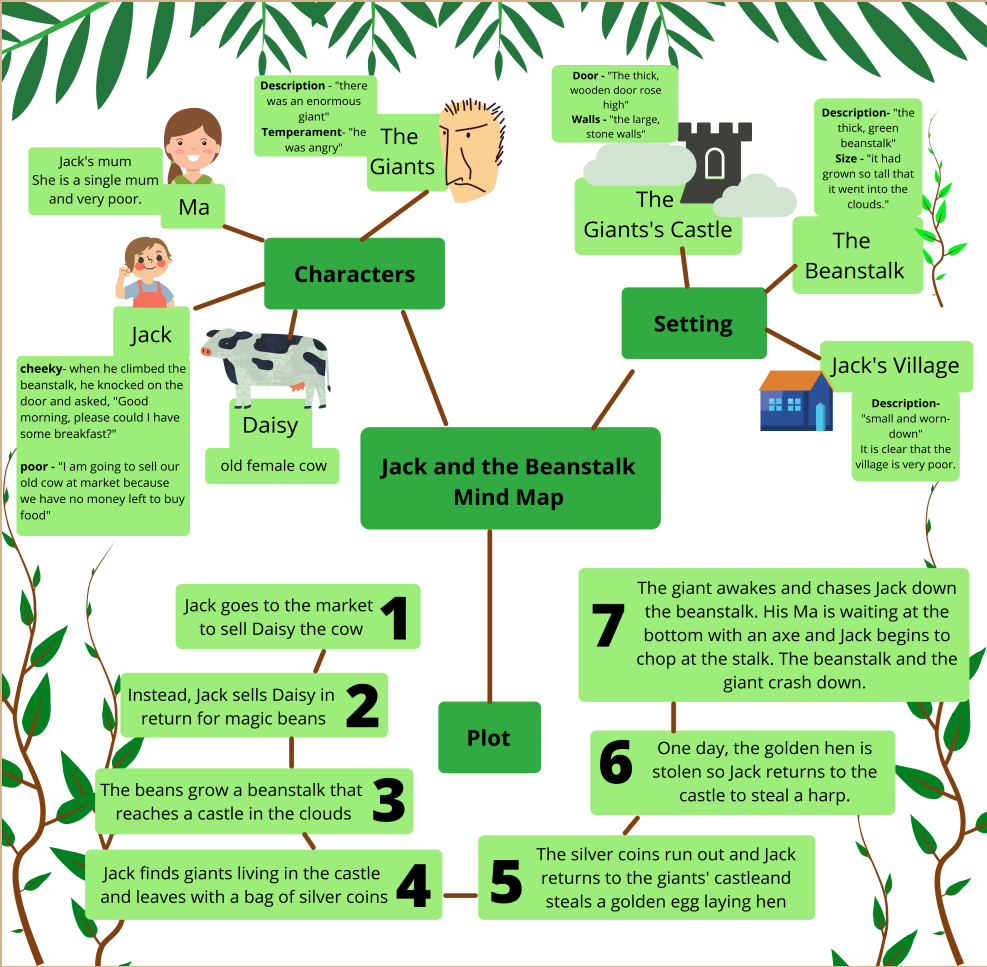 Description - "there
was an enormous
giant"
Temperament- "he
was angry"
The
Giants
Jack's mum
She is a single mum
and very poor.
Ma
Characters
Jack
cheeky- when he climbed the
beanstalk, he knocked on the
door and asked, "Good
morning, please could I have
some breakfast?"
poor - "I am going to sell our
old cow at market because
we have no money left to buy
food"
Daisy
old female cow
Door - "The thick,
wooden door rose
high"
Walls - "the large,
stone walls"
The
Giants's Castle
Description- "the
thick, green
beanstalk"
Size - "it had
grown so tall that
it went into the
clouds."
The
Beanstalk
Setting
Jack's Village
Description-
"small and worn-
down"
It is clear that the
village is very poor.
Jack and the Beanstalk
Mind Map
Plot
Jack goes to the market
to sell Daisy the cow
1
Instead, Jack sells Daisy in
return for magic beans
2
The beans grow a beanstalk that
reaches a castle in the clouds
3
Jack finds giants living in the castle
and leaves with a bag of silver coins
4
5
The silver coins run out and Jack
returns to the giants' castleand
steals a golden egg laying hen
6
One day, the golden hen is
stolen so Jack returns to the
castle to steal a harp.
7
The giant awakes and chases Jack down
the beanstalk. His Ma is waiting at the
bottom with an axe and Jack begins to
chop at the stalk. The beanstalk and the
giant crash down.